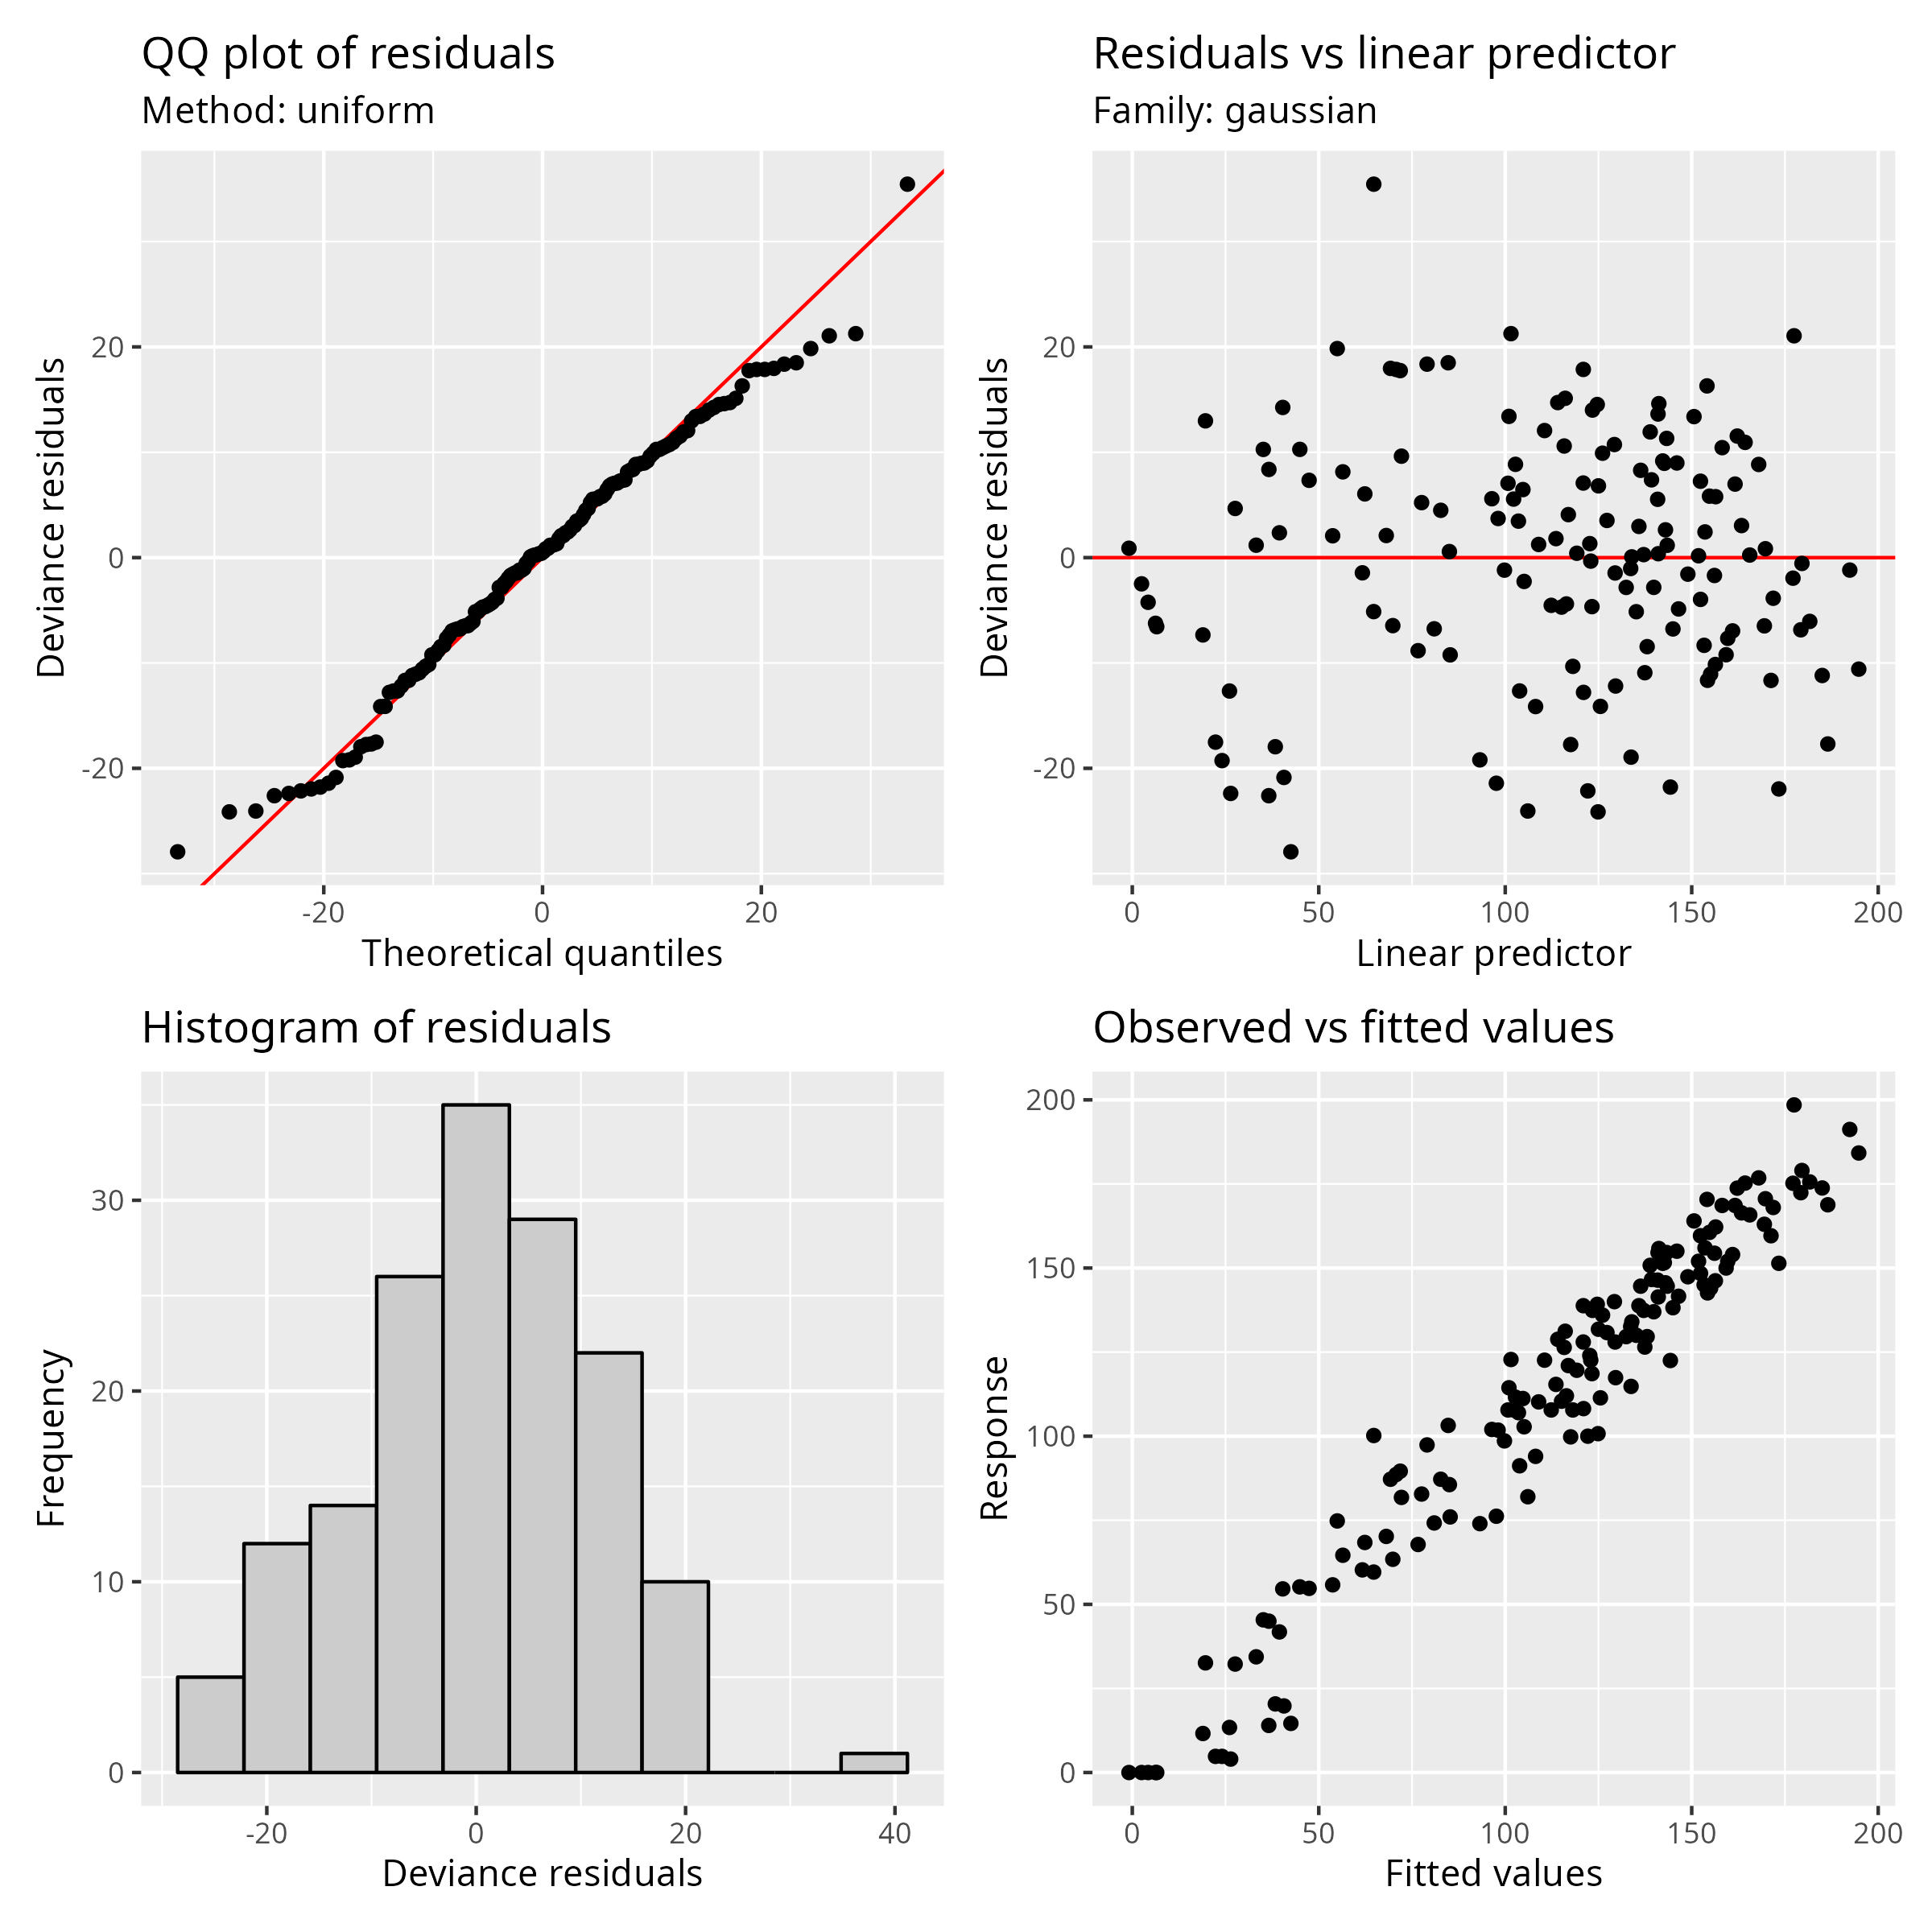 QQ plot of residuals
Method: uniform
Deviance residuals
20
0
-20
-20
0
20
Theoretical quantiles
Residuals vs linear predictor
Family: gaussian
Deviance residuals
20
0
-20
0
50
100
150
200
Linear predictor
Histogram of residuals
Frequency
30
20
10
0
-20
0
20
40
Deviance residuals
Observed vs fitted values
Response
200
150
100
50
0
0
50
100
150
200
Fitted values